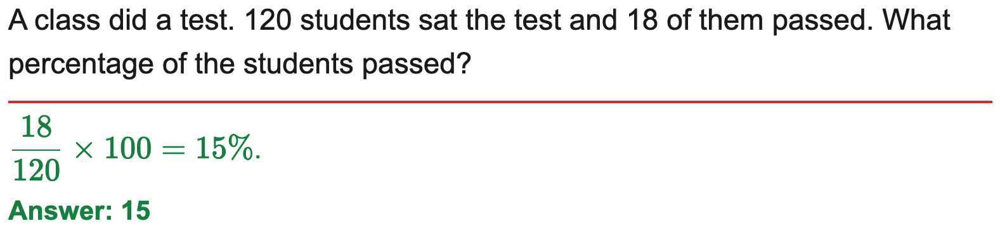 A class did a test. 120 students sat the test and 18 of them passed. What
percentage of the students passed?
18/120 × 100 = 15%.
Answer: 15